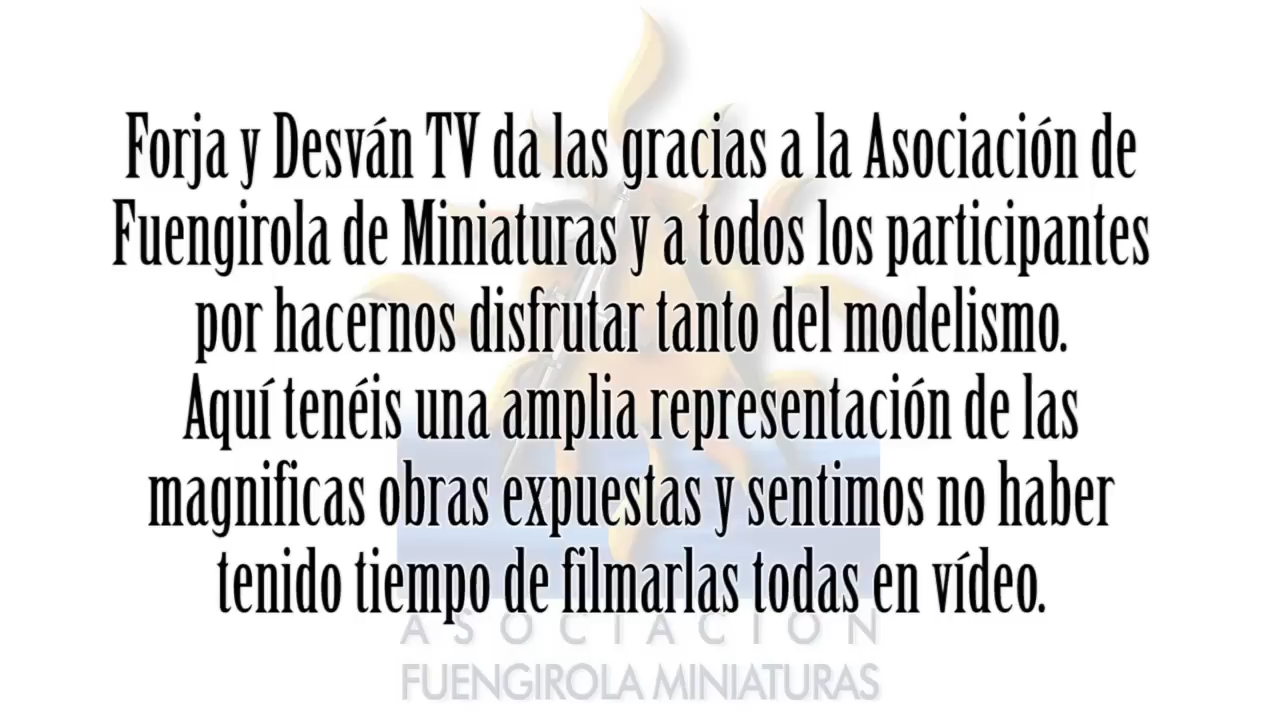 Forja y Desván TV da las gracias a la Asociación de
Fuengirola de Miniaturas y a todos los participantes
por hacernos disfrutar tanto del modelismo.
Aquí tenéis una amplia representación de las
magnificas obras expuestas y sentimos no haber
tenido tiempo de filmarlas todas en vídeo.
ASOCIACIÓN
FUENGIROLA MINIATURAS